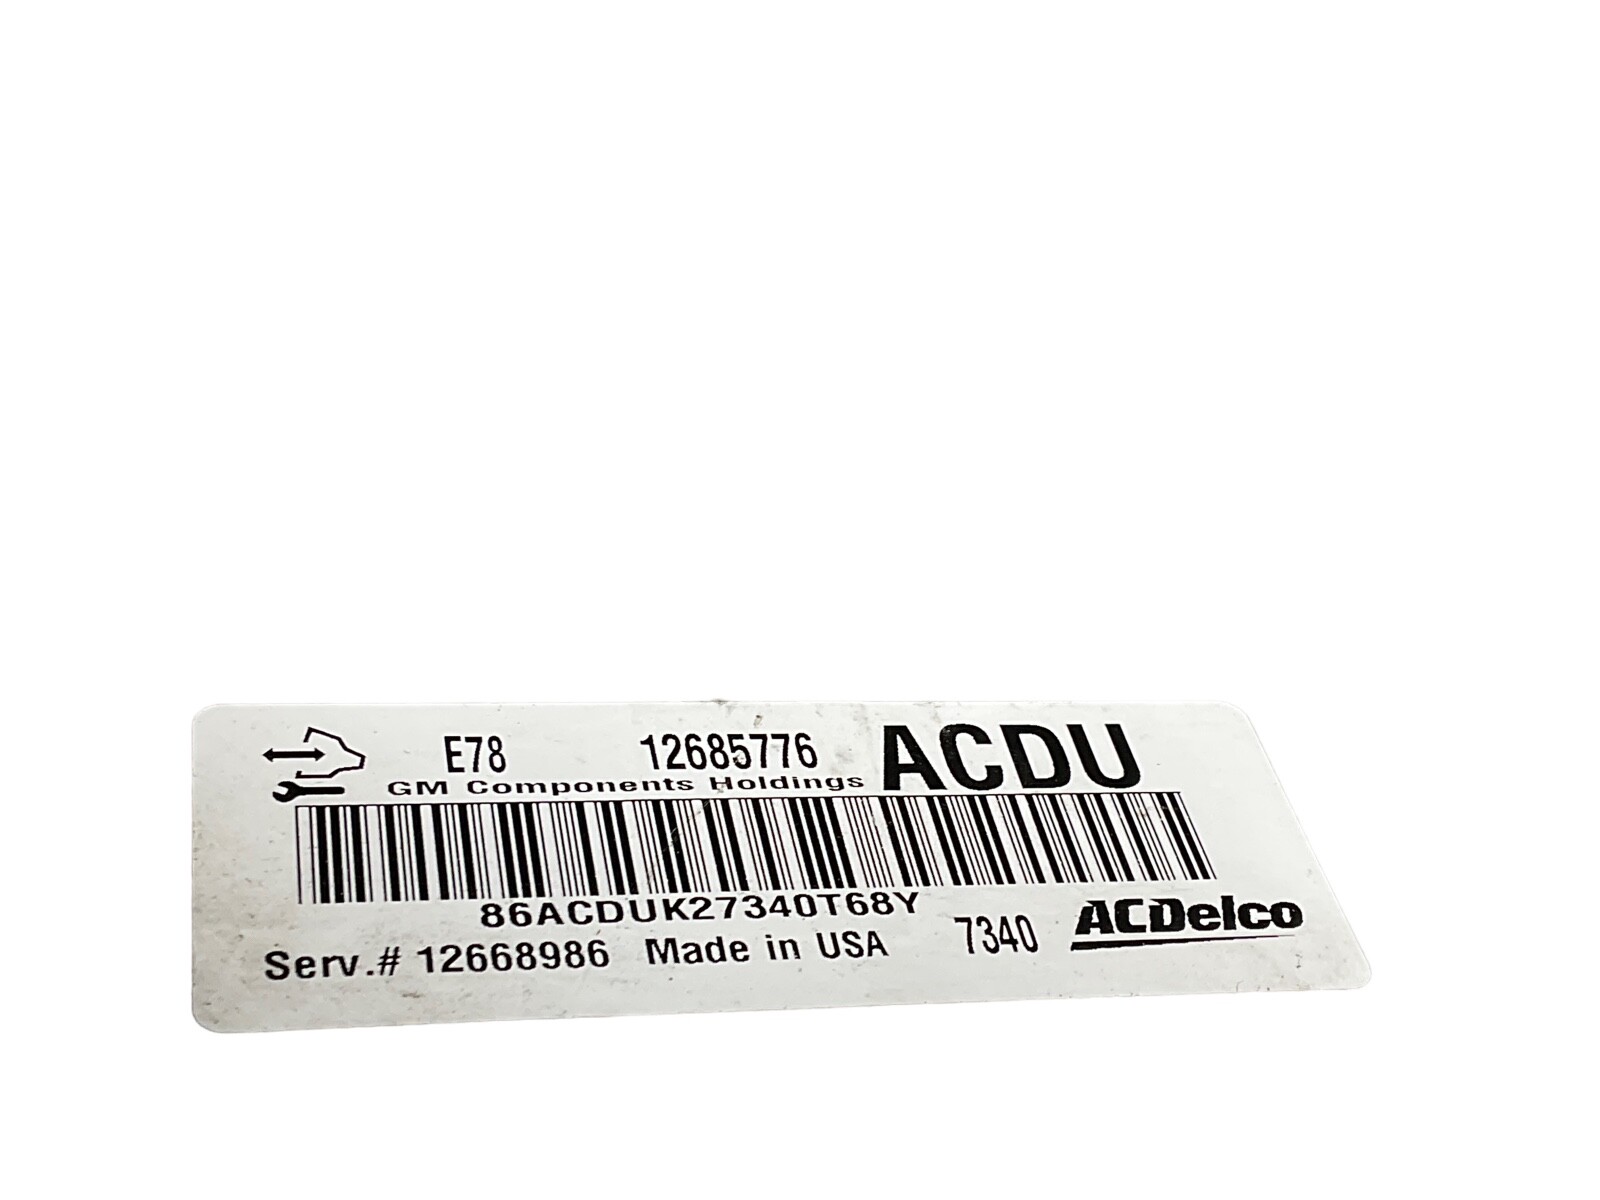 E78 12685776 ACDU
GM Components Holdings
86ACDUK27340T68Y
Serv.# 12668986 Made in USA 7340 ACDelco